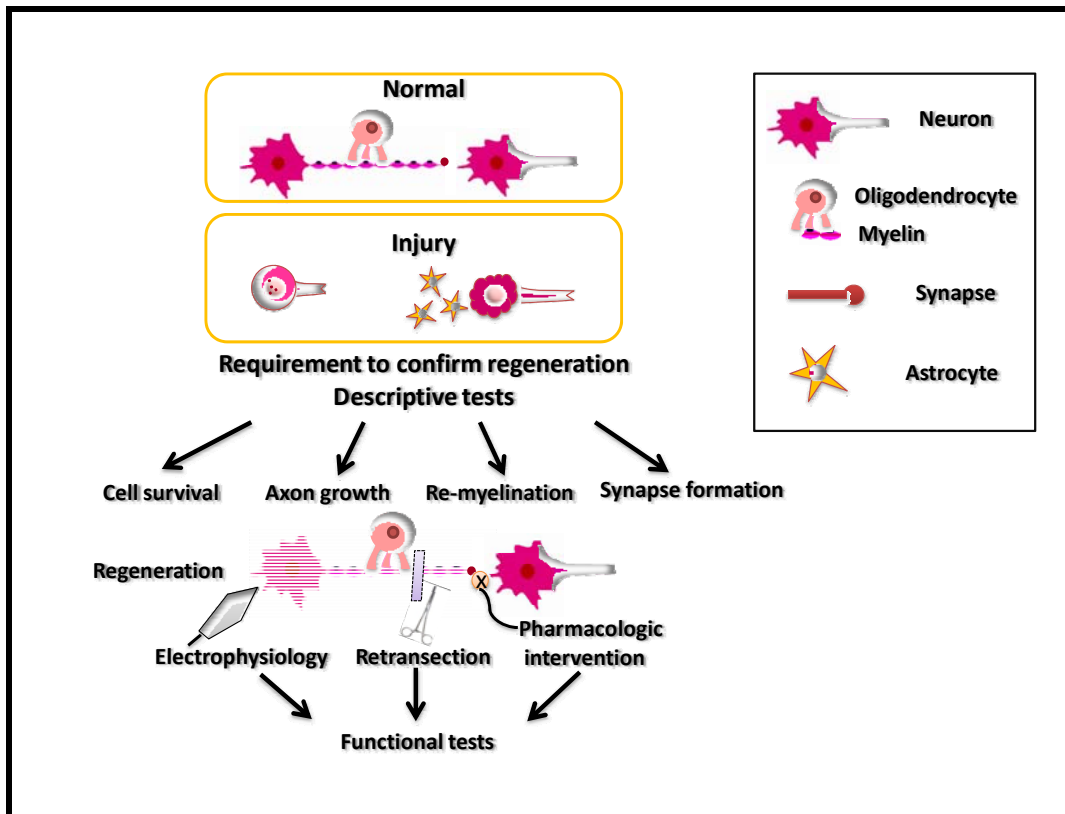 Normal
Injury
Requirement to confirm regeneration
Descriptive tests
Cell survival
Axon growth
Re-myelination
Synapse formation
Regeneration
X
Electrophysiology
Retransection
Pharmacologic
intervention
Functional tests
Neuron
Oligodendrocyte
Myelin
Synapse
Astrocyte